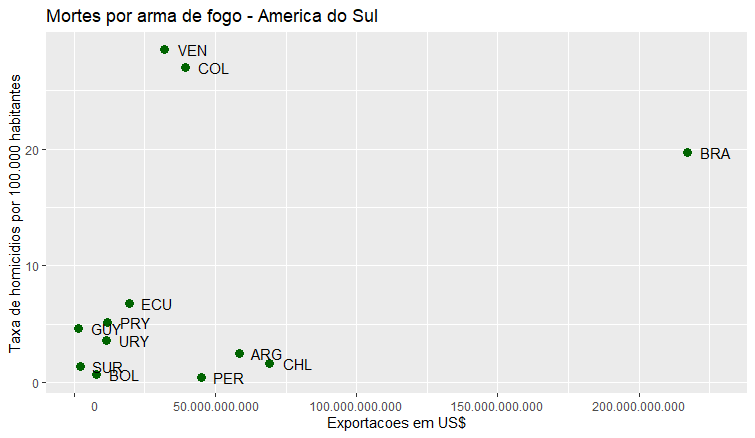 Mortes por arma de fogo - America do Sul
Taxa de homicidios por 100.000 habitantes
VEN
COL
BRA
20
10
ECU
PRY
GUY
URY
ARG
CHL
SUR
BOL
PER
0
0
50.000.000.000
100.000.000.000
150.000.000.000
200.000.000.000
Exportacoes em US$